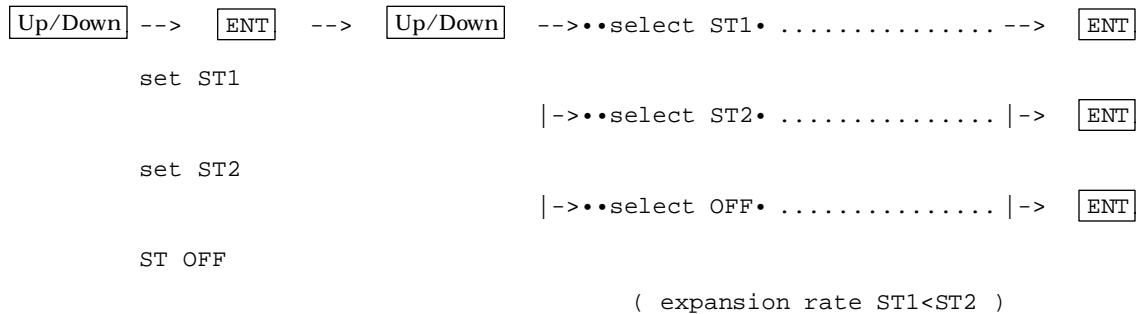 Up/Down --> ENT --> Up/Down -->••select ST1• ............... --> ENT
set ST1
|->••select ST2• ............... |-> ENT
set ST2
|->••select OFF• ............... |-> ENT
ST OFF
( expansion rate ST1<ST2 )